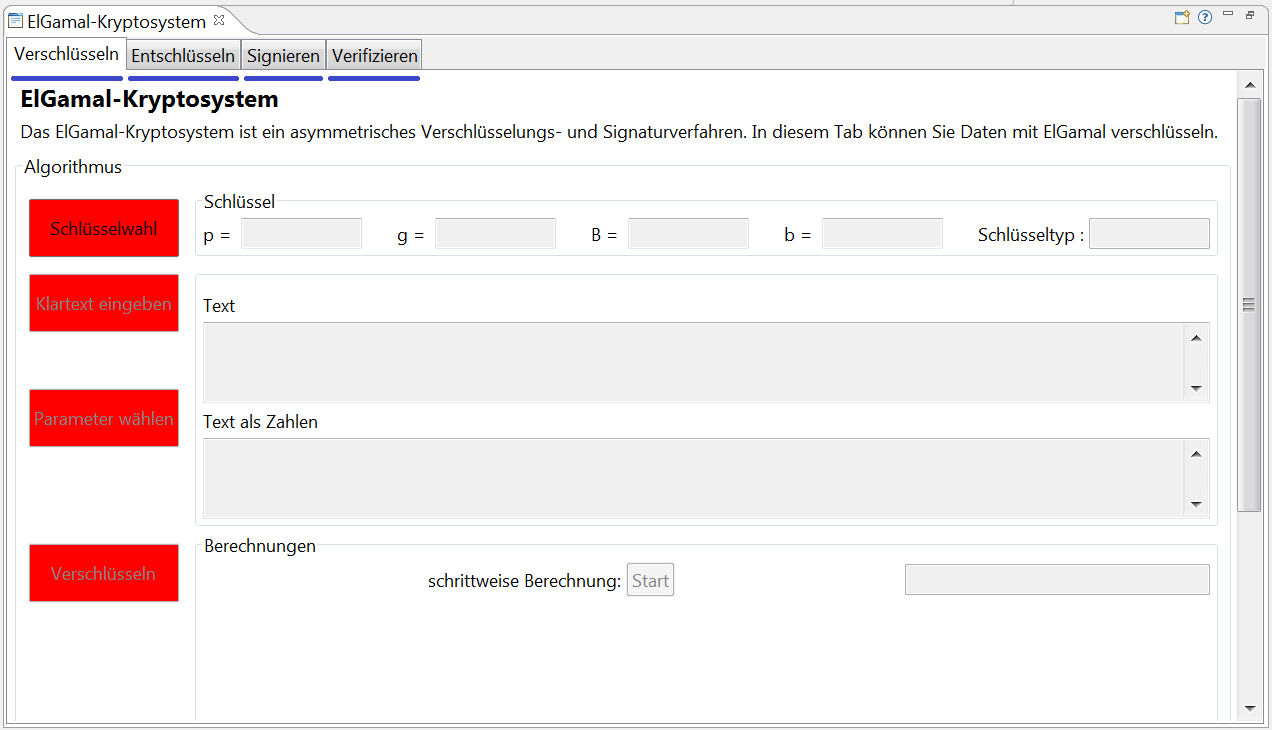 ElGamal-Kryptosystem
Verschlüsseln Entschlüsseln Signieren Verifizieren
ElGamal-Kryptosystem
Das ElGamal-Kryptosystem ist ein asymmetrisches Verschlüsselungs- und Signaturverfahren. In diesem Tab können Sie Daten mit ElGamal verschlüsseln.
Algorithmus
Schlüsselwahl
Schlüssel
p = g = B = b = Schlüsseltyp :
Klartext eingeben
Text
Parameter wählen
Text als Zahlen
Verschlüsseln
Berechnungen
schrittweise Berechnung: Start